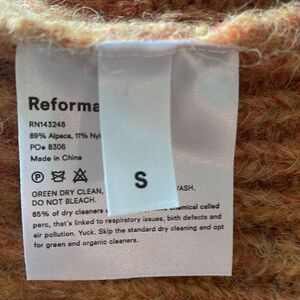 Reforma
RN143248
89% Alpaca, 11% Nyl
PO# 8306
Made in China
S
GREEN DRY CLEAN, WASH.
DO NOT BLEACH.
85% of dry cleaners chemical called
perc, that's linked to respiratory issues, birth defects and
air pollution. Yuck. Skip the standard dry cleaning and opt
for green and organic cleaners.